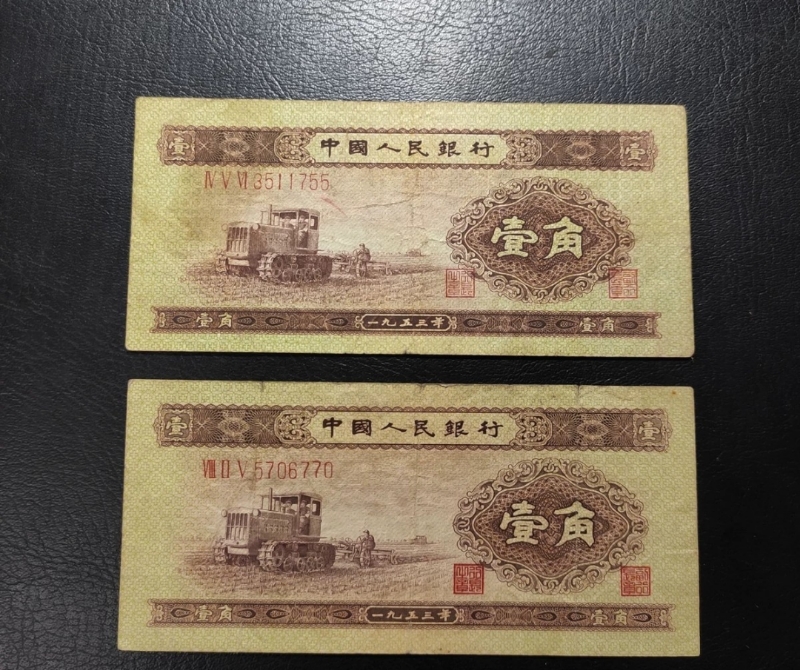 壹 中國人民銀行 壹
Ⅳ Ⅴ Ⅵ 3511755
壹角
壹角 一九五三年 壹角
壹 中國人民銀行 壹
Ⅷ Ⅱ Ⅴ 5706770
壹角
壹角 一九五三年 壹角